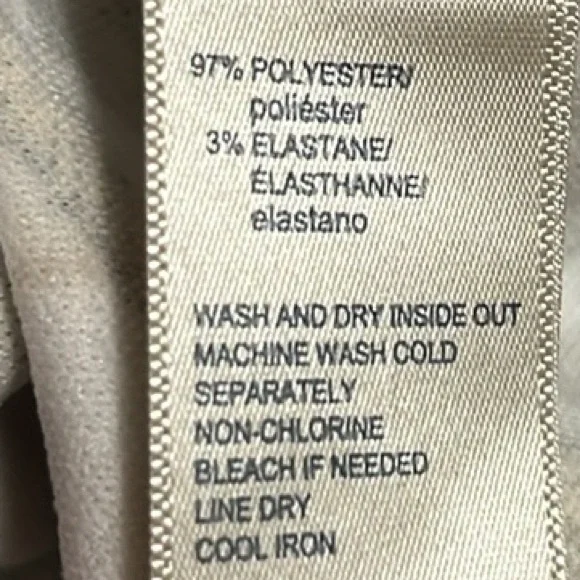 97% POLYESTER/
poliéster
3% ELASTANE/
ÉLASTHANNE/
elastano
WASH AND DRY INSIDE OUT
MACHINE WASH COLD
SEPARATELY
NON-CHLORINE
BLEACH IF NEEDED
LINE DRY
COOL IRON